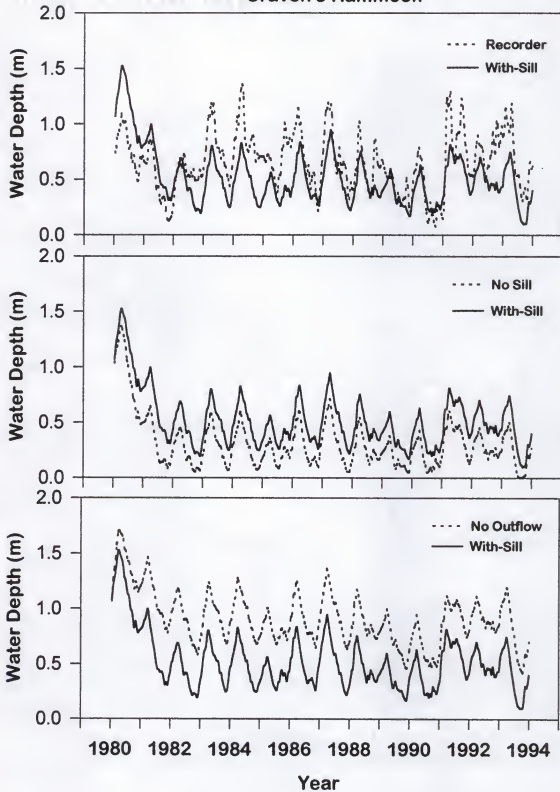 Craven's Hammock
2.0
1.5
1.0
0.5
0.0
Water Depth (m)
Recorder
With-Sill
2.0
1.5
1.0
0.5
0.0
Water Depth (m)
No Sill
With-Sill
2.0
1.5
1.0
0.5
0.0
Water Depth (m)
No Outflow
With-Sill
1980 1982 1984 1986 1988 1990 1992 1994
Year